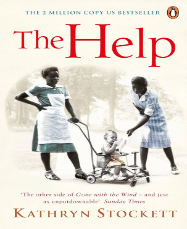 THE 2 MILLION COPY US BESTSELLER
The Help
'The other side of Gone with the Wind – and just
as unputdownable' Sunday Times
KATHRYN STOCKETT